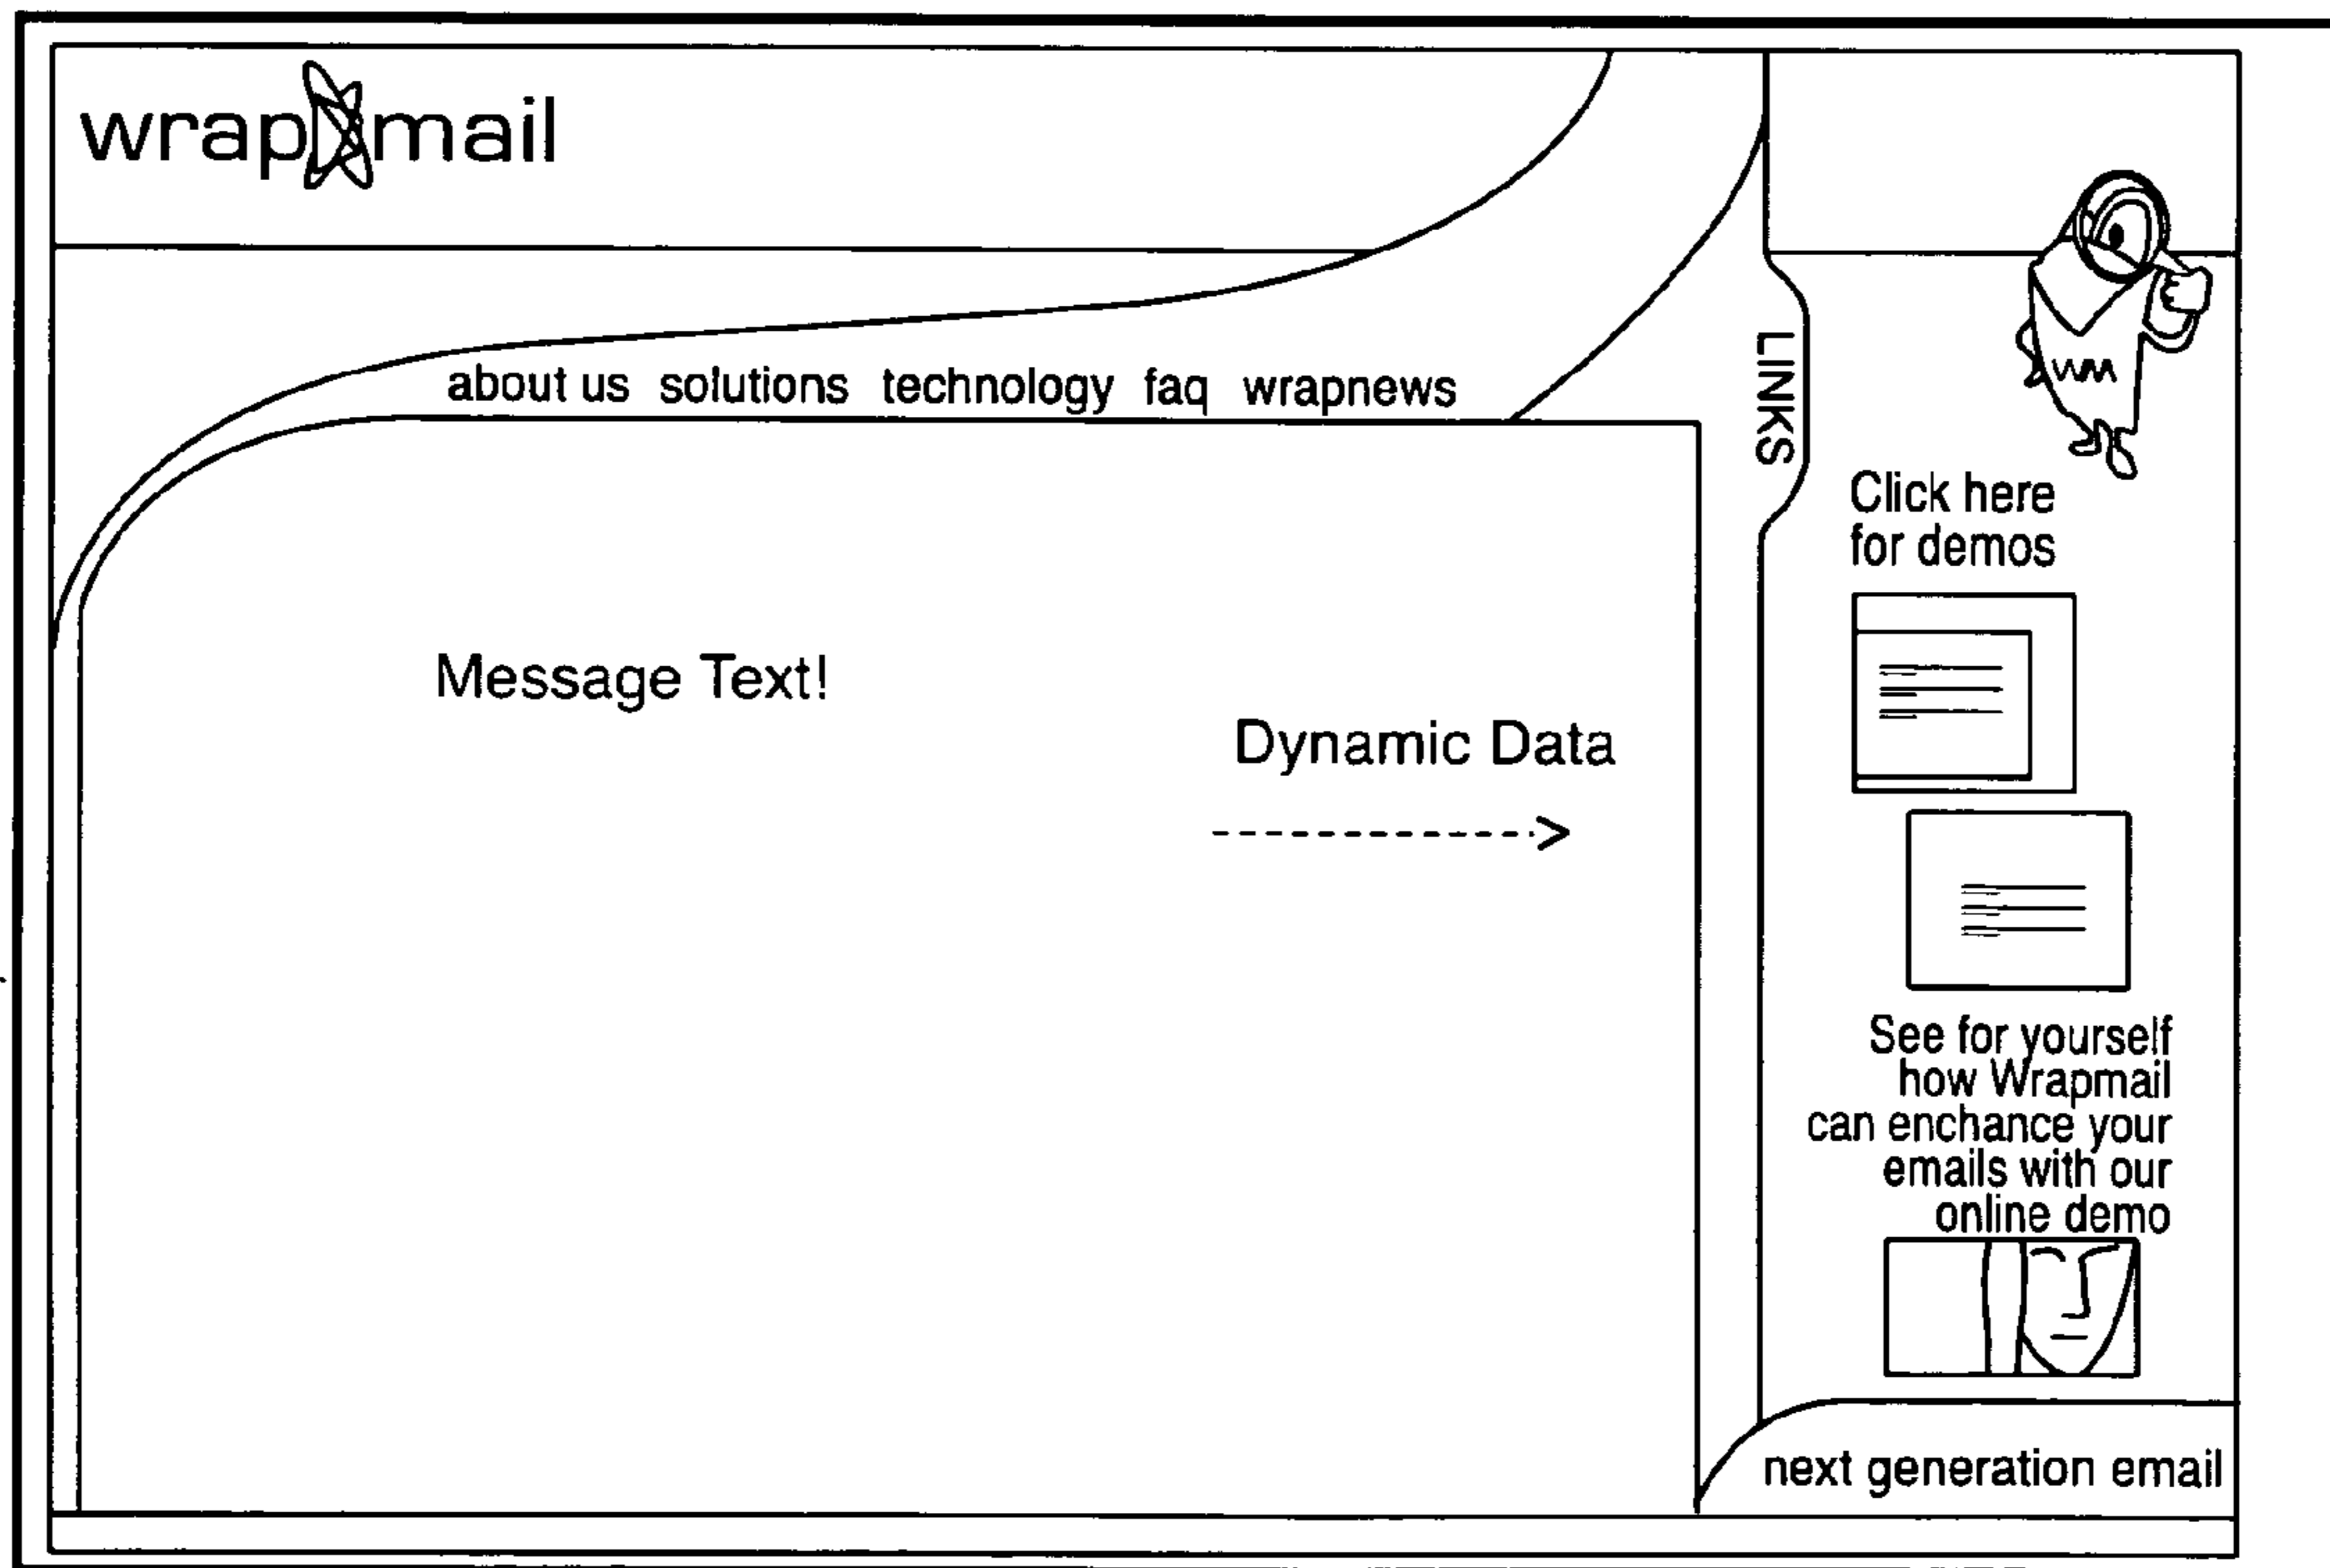 wrapmail
about us solutions technology faq wrapnews
LINKS
WM
Click here
for demos
Message Text!
Dynamic Data
See for yourself
how Wrapmail
can enchance your
emails with our
online demo
next generation email